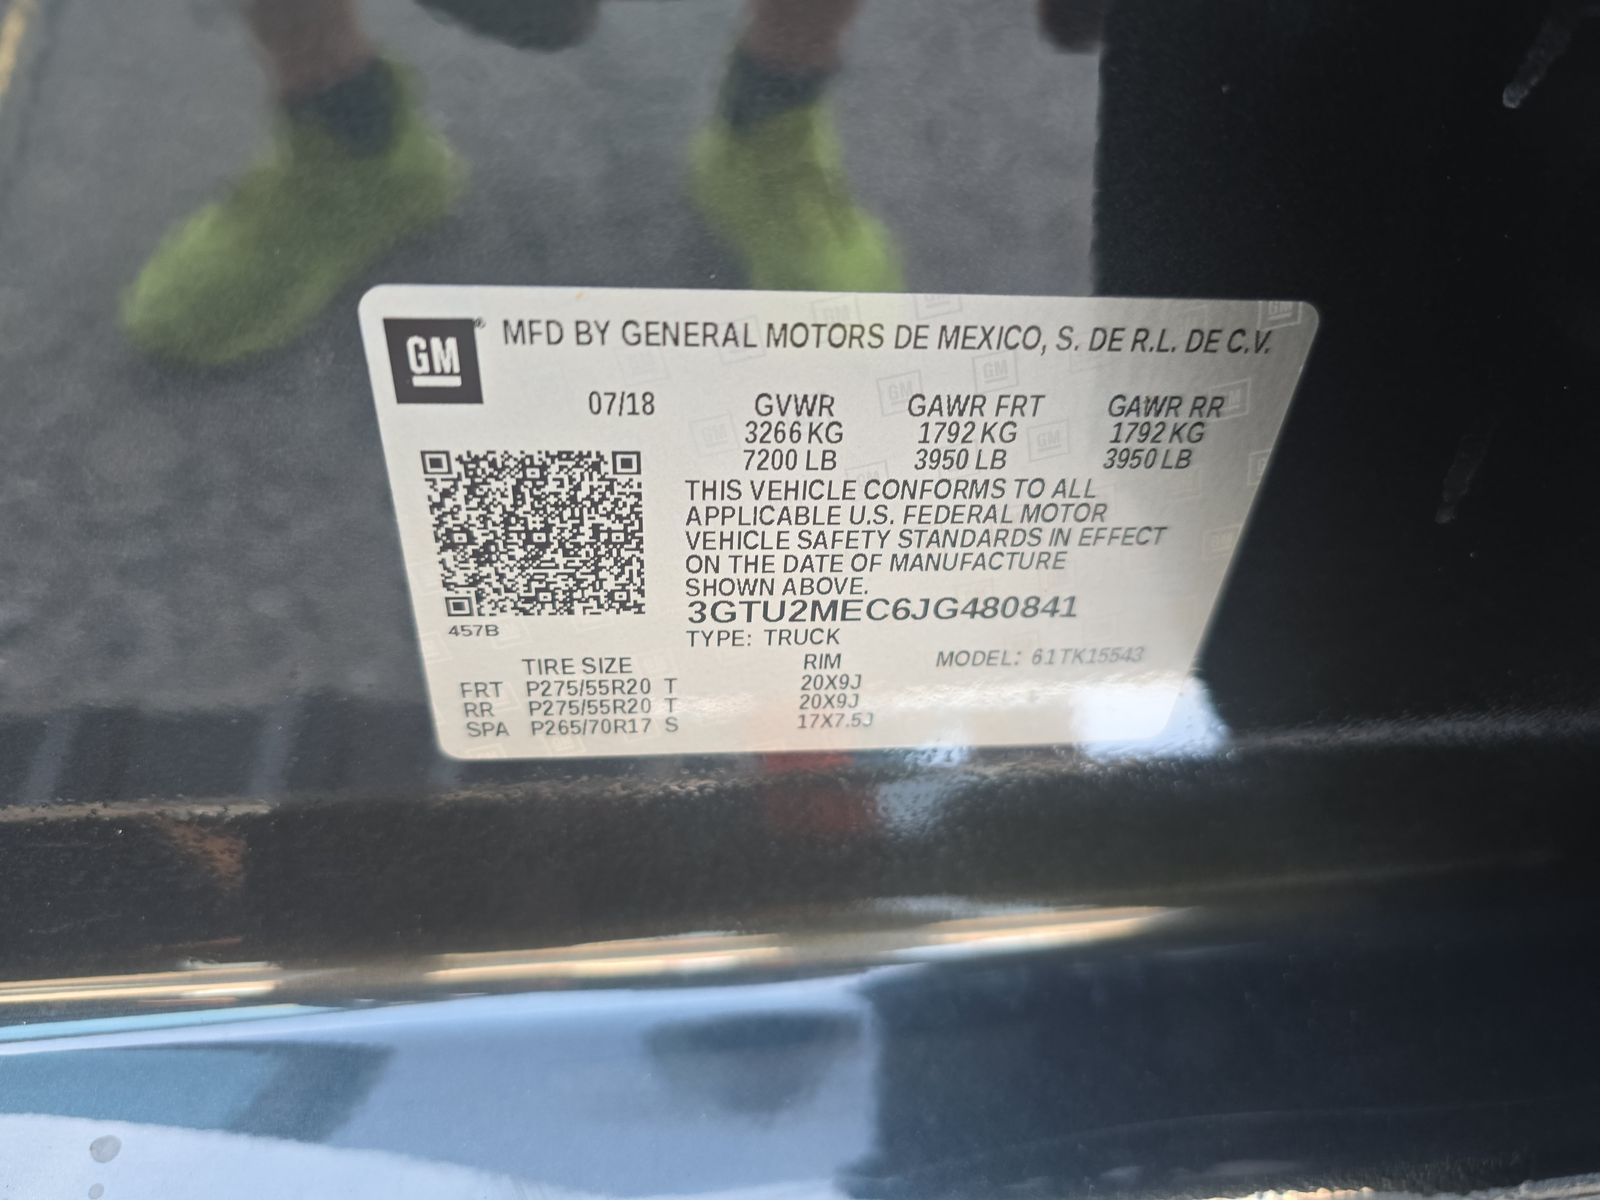 GM® MFD BY GENERAL MOTORS DE MEXICO, S. DE R.L. DE C.V.
07/18 GVWR GAWR FRT GAWR RR
3266 KG 1792 KG 1792 KG
7200 LB 3950 LB 3950 LB
THIS VEHICLE CONFORMS TO ALL
APPLICABLE U.S. FEDERAL MOTOR
VEHICLE SAFETY STANDARDS IN EFFECT
ON THE DATE OF MANUFACTURE
SHOWN ABOVE.
3GTU2MEC6JG480841
457B
TYPE: TRUCK
TIRE SIZE RIM MODEL: 61TK15543
FRT P275/55R20 T 20X9J
RR P275/55R20 T 20X9J
SPA P265/70R17 S 17X7.5J